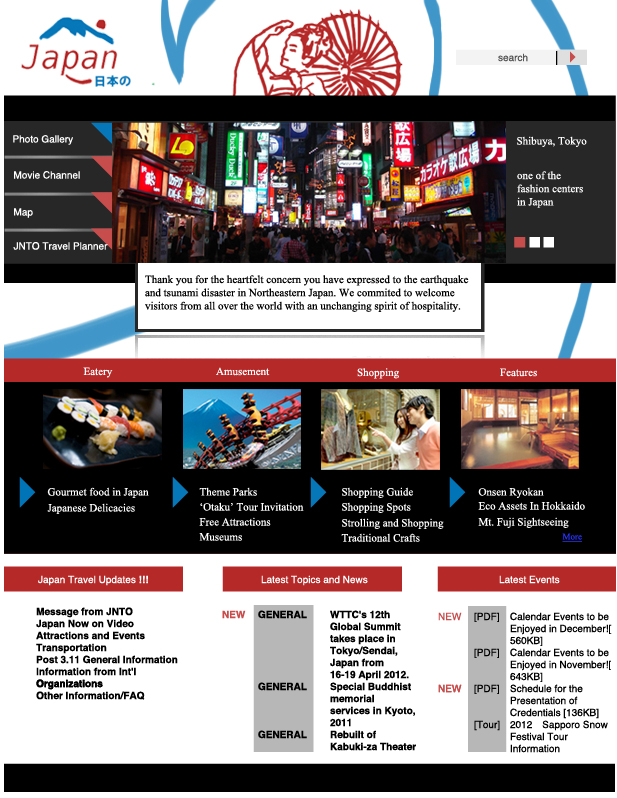 Japan
日本の
search
Photo Gallery
Movie Channel
Map
JNTO Travel Planner
広場
カラオケ歌広場
カ
Shibuya, Tokyo
one of the
fashion centers
in Japan
Thank you for the heartfelt concern you have expressed to the earthquake
and tsunami disaster in Northeastern Japan. We commited to welcome
visitors from all over the world with an unchanging spirit of hospitality.
Eatery
Amusement
Shopping
Features
Gourmet food in Japan
Japanese Delicacies
Theme Parks
‘Otaku’ Tour Invitation
Free Attractions
Museums
Shopping Guide
Shopping Spots
Strolling and Shopping
Traditional Crafts
Onsen Ryokan
Eco Assets In Hokkaido
Mt. Fuji Sightseeing
More
Japan Travel Updates !!!
Message from JNTO
Japan Now on Video
Attractions and Events
Transportation
Post 3.11 General Information
Information from Int'l
Organizations
Other Information/FAQ
Latest Topics and News
NEW GENERAL WTTC's 12th
Global Summit
takes place in
Tokyo/Sendai,
Japan from
16-19 April 2012.
GENERAL Special Buddhist
memorial
services in Kyoto,
2011
GENERAL Rebuilt of
Kabuki-za Theater
Latest Events
NEW [PDF] Calendar Events to be
Enjoyed in December![
560KB]
[PDF] Calendar Events to be
Enjoyed in November![
643KB]
NEW [PDF] Schedule for the
Presentation of
Credentials [136KB]
[Tour] 2012 Sapporo Snow
Festival Tour
Information